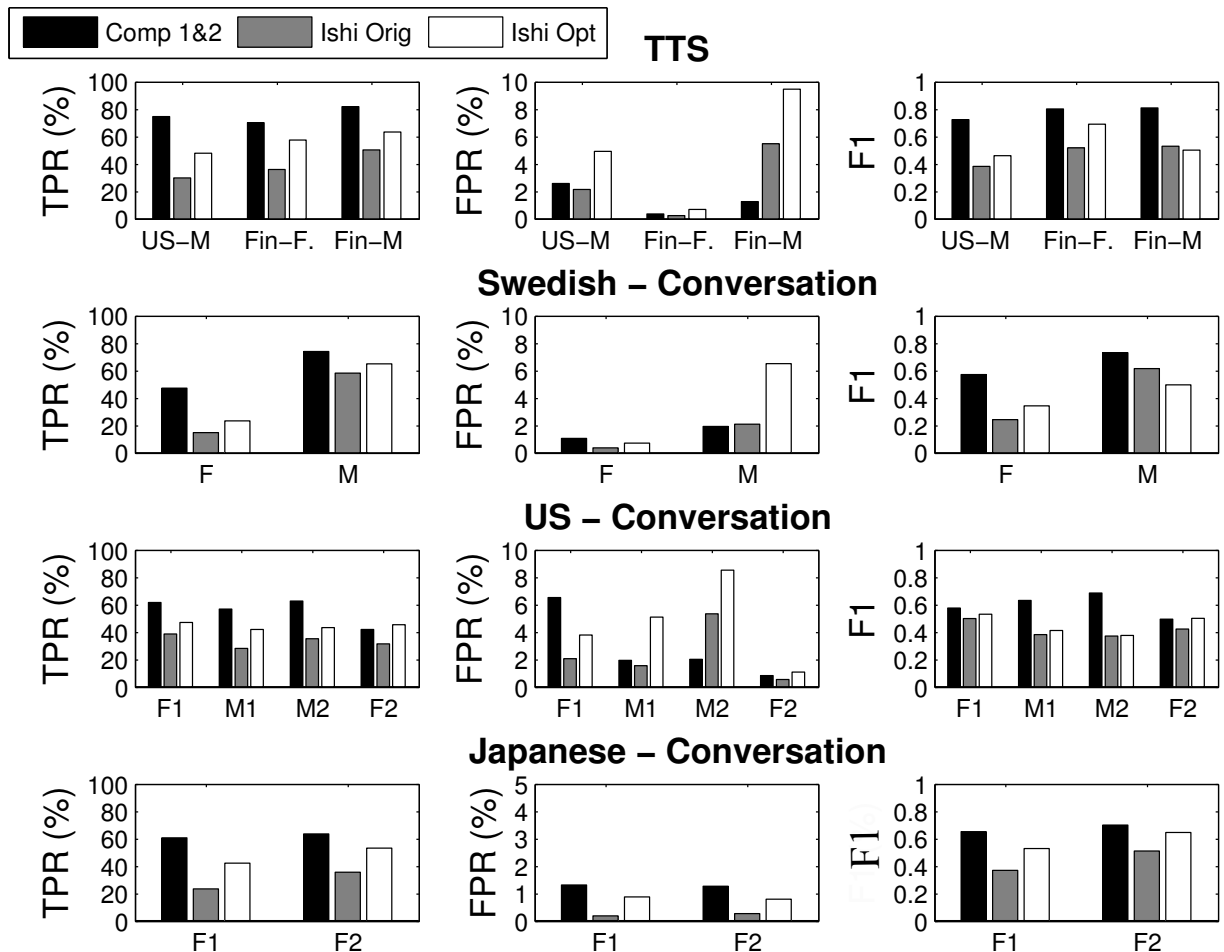 Comp 1&2 Ishi Orig Ishi Opt
TTS
TPR (%)
100
80
60
40
20
0
US−M Fin−F. Fin−M
FPR (%)
10
8
6
4
2
0
US−M Fin−F. Fin−M
F1
1
0.8
0.6
0.4
0.2
0
US−M Fin−F. Fin−M
Swedish − Conversation
TPR (%)
100
80
60
40
20
0
F M
FPR (%)
10
8
6
4
2
0
F M
F1
1
0.8
0.6
0.4
0.2
0
F M
US − Conversation
TPR (%)
100
80
60
40
20
0
F1 M1 M2 F2
FPR (%)
10
8
6
4
2
0
F1 M1 M2 F2
F1
1
0.8
0.6
0.4
0.2
0
F1 M1 M2 F2
Japanese − Conversation
TPR (%)
100
80
60
40
20
0
F1 F2
FPR (%)
5
4
3
2
1
0
F1 F2
F1
1
0.8
0.6
0.4
0.2
0
F1 F2